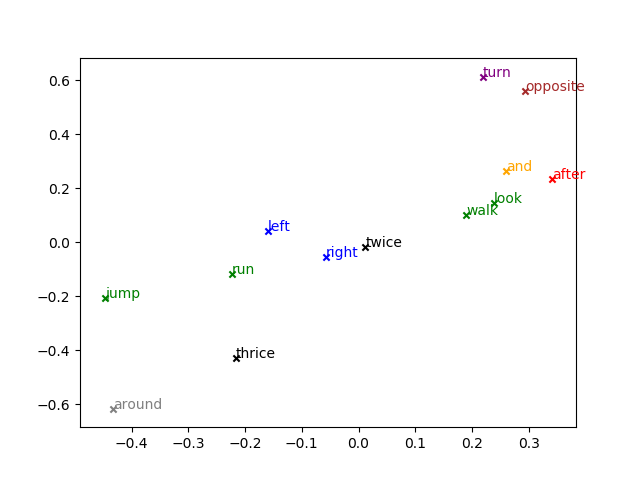 turn
opposite
0.6
0.4
and
after
0.2
look
walk
left
twice
0.0
right
run
jump
−0.2
thrice
−0.4
around
−0.6
−0.4
−0.3
−0.2
−0.1
0.0
0.1
0.2
0.3